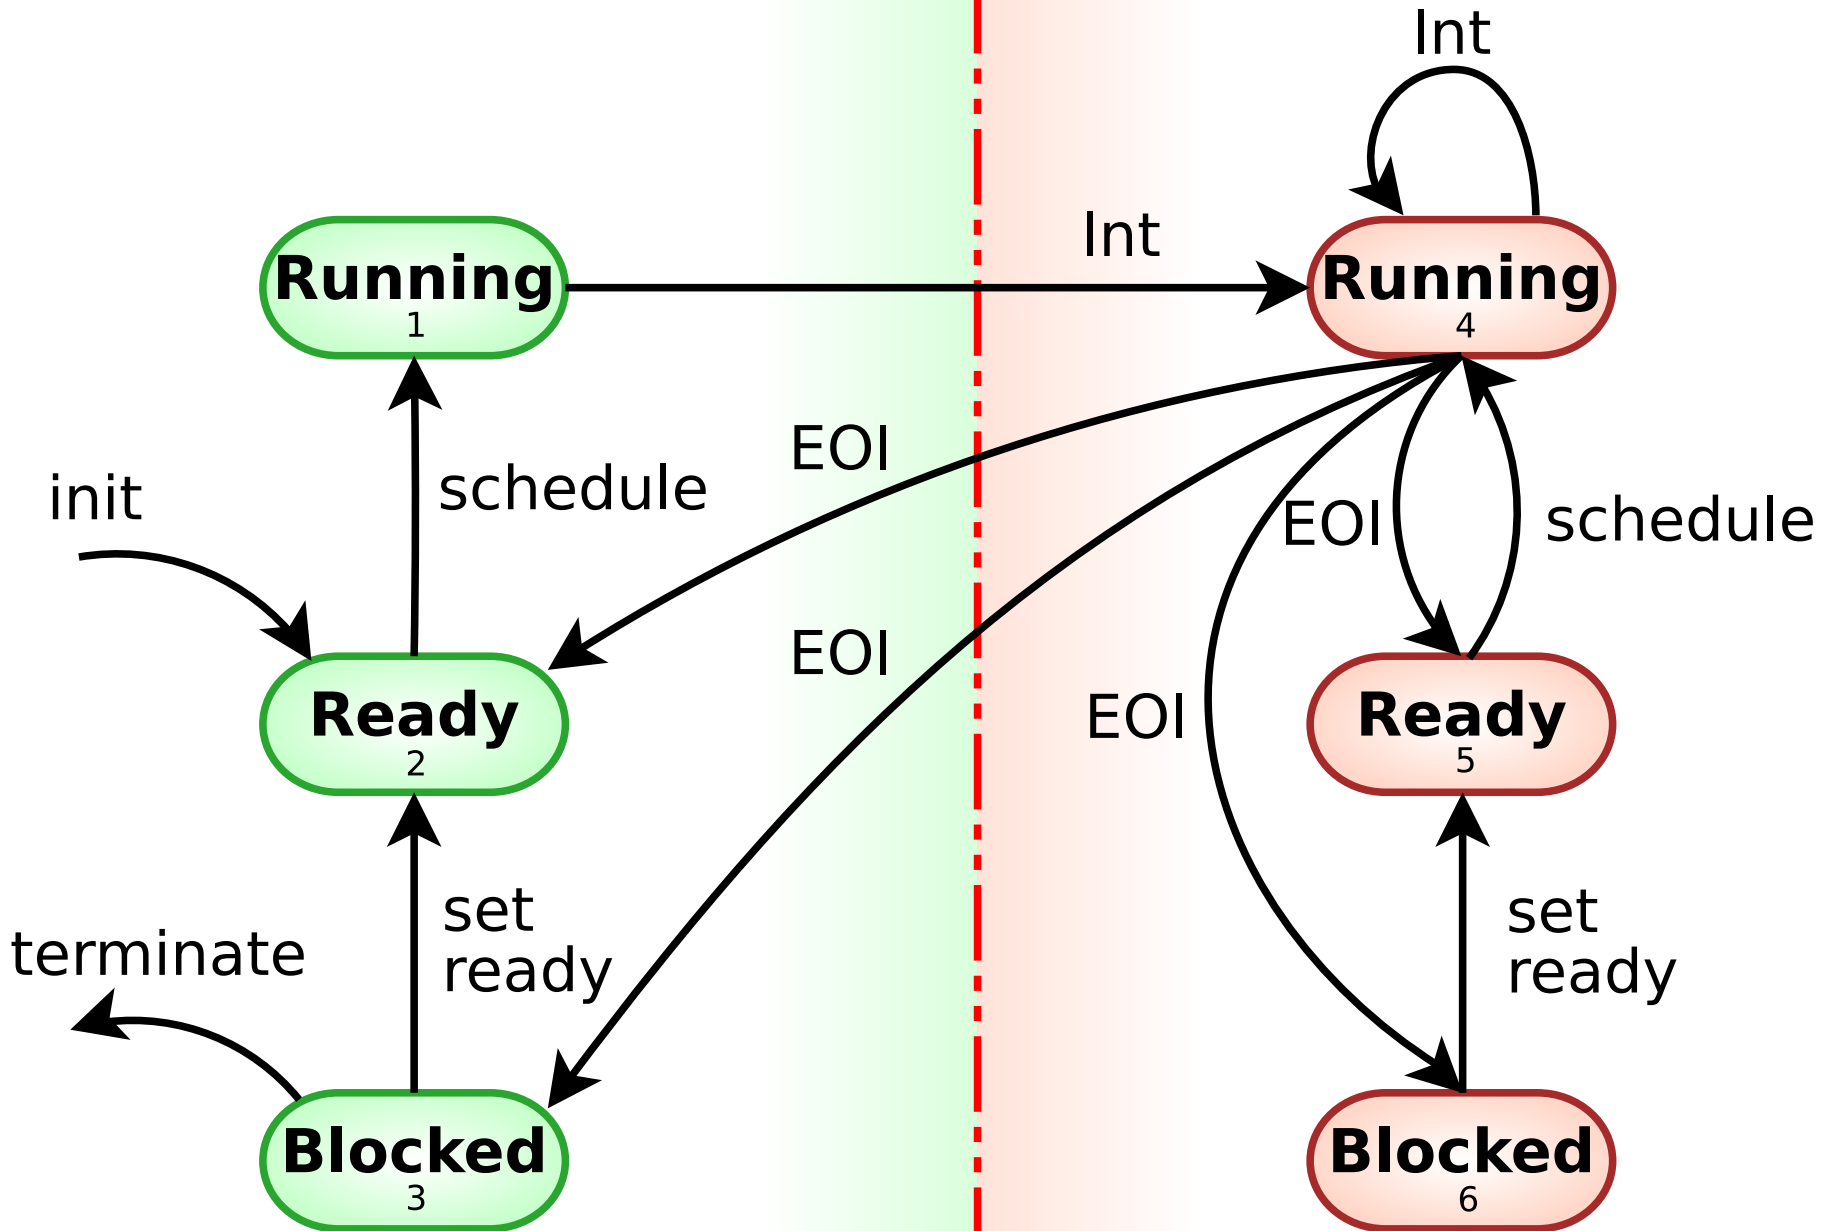 Int
Int
Running
1
Running
4
EOI
schedule
init
EOI
schedule
EOI
Ready
2
EOI
Ready
5
set
ready
set
ready
terminate
Blocked
3
Blocked
6